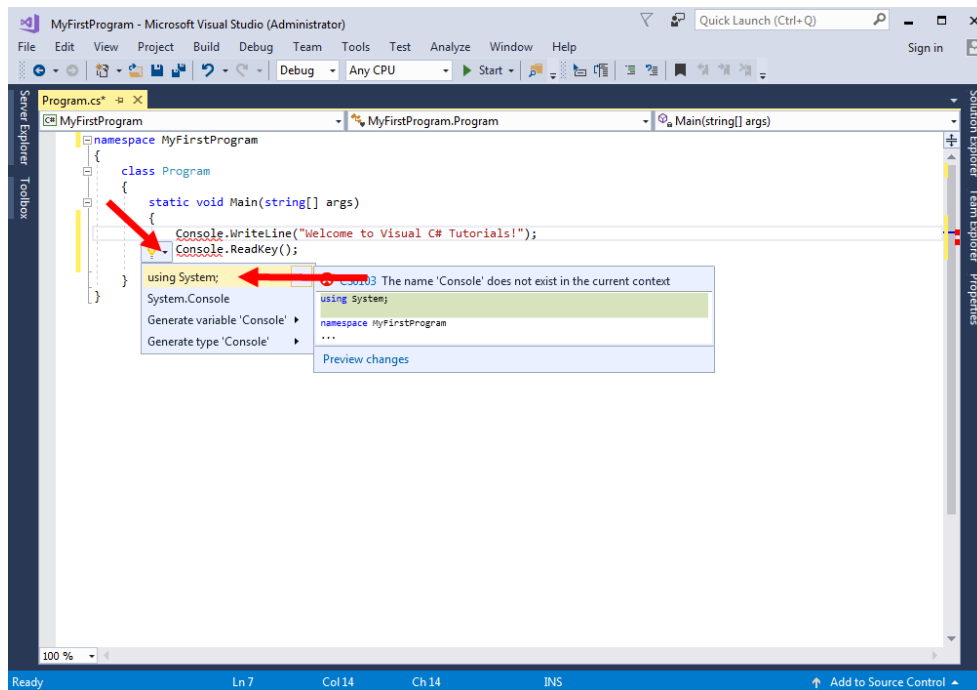 MyFirstProgram - Microsoft Visual Studio (Administrator)
Quick Launch (Ctrl+Q)
File Edit View Project Build Debug Team Tools Test Analyze Window Help
Sign in
Debug Any CPU Start
Program.cs*
MyFirstProgram MyFirstProgram.Program Main(string[] args)
Server Explorer
Toolbox
namespace MyFirstProgram
{
class Program
{
static void Main(string[] args)
{
Console.WriteLine("Welcome to Visual C# Tutorials!");
Console.ReadKey();
}
}
using System;
System.Console
Generate variable 'Console'
Generate type 'Console'
The name 'Console' does not exist in the current context
using System;
namespace MyFirstProgram
...
Preview changes
Solution Explorer
Team Explorer
Properties
100 %
Ready Ln 7 Col 14 Ch 14 INS Add to Source Control